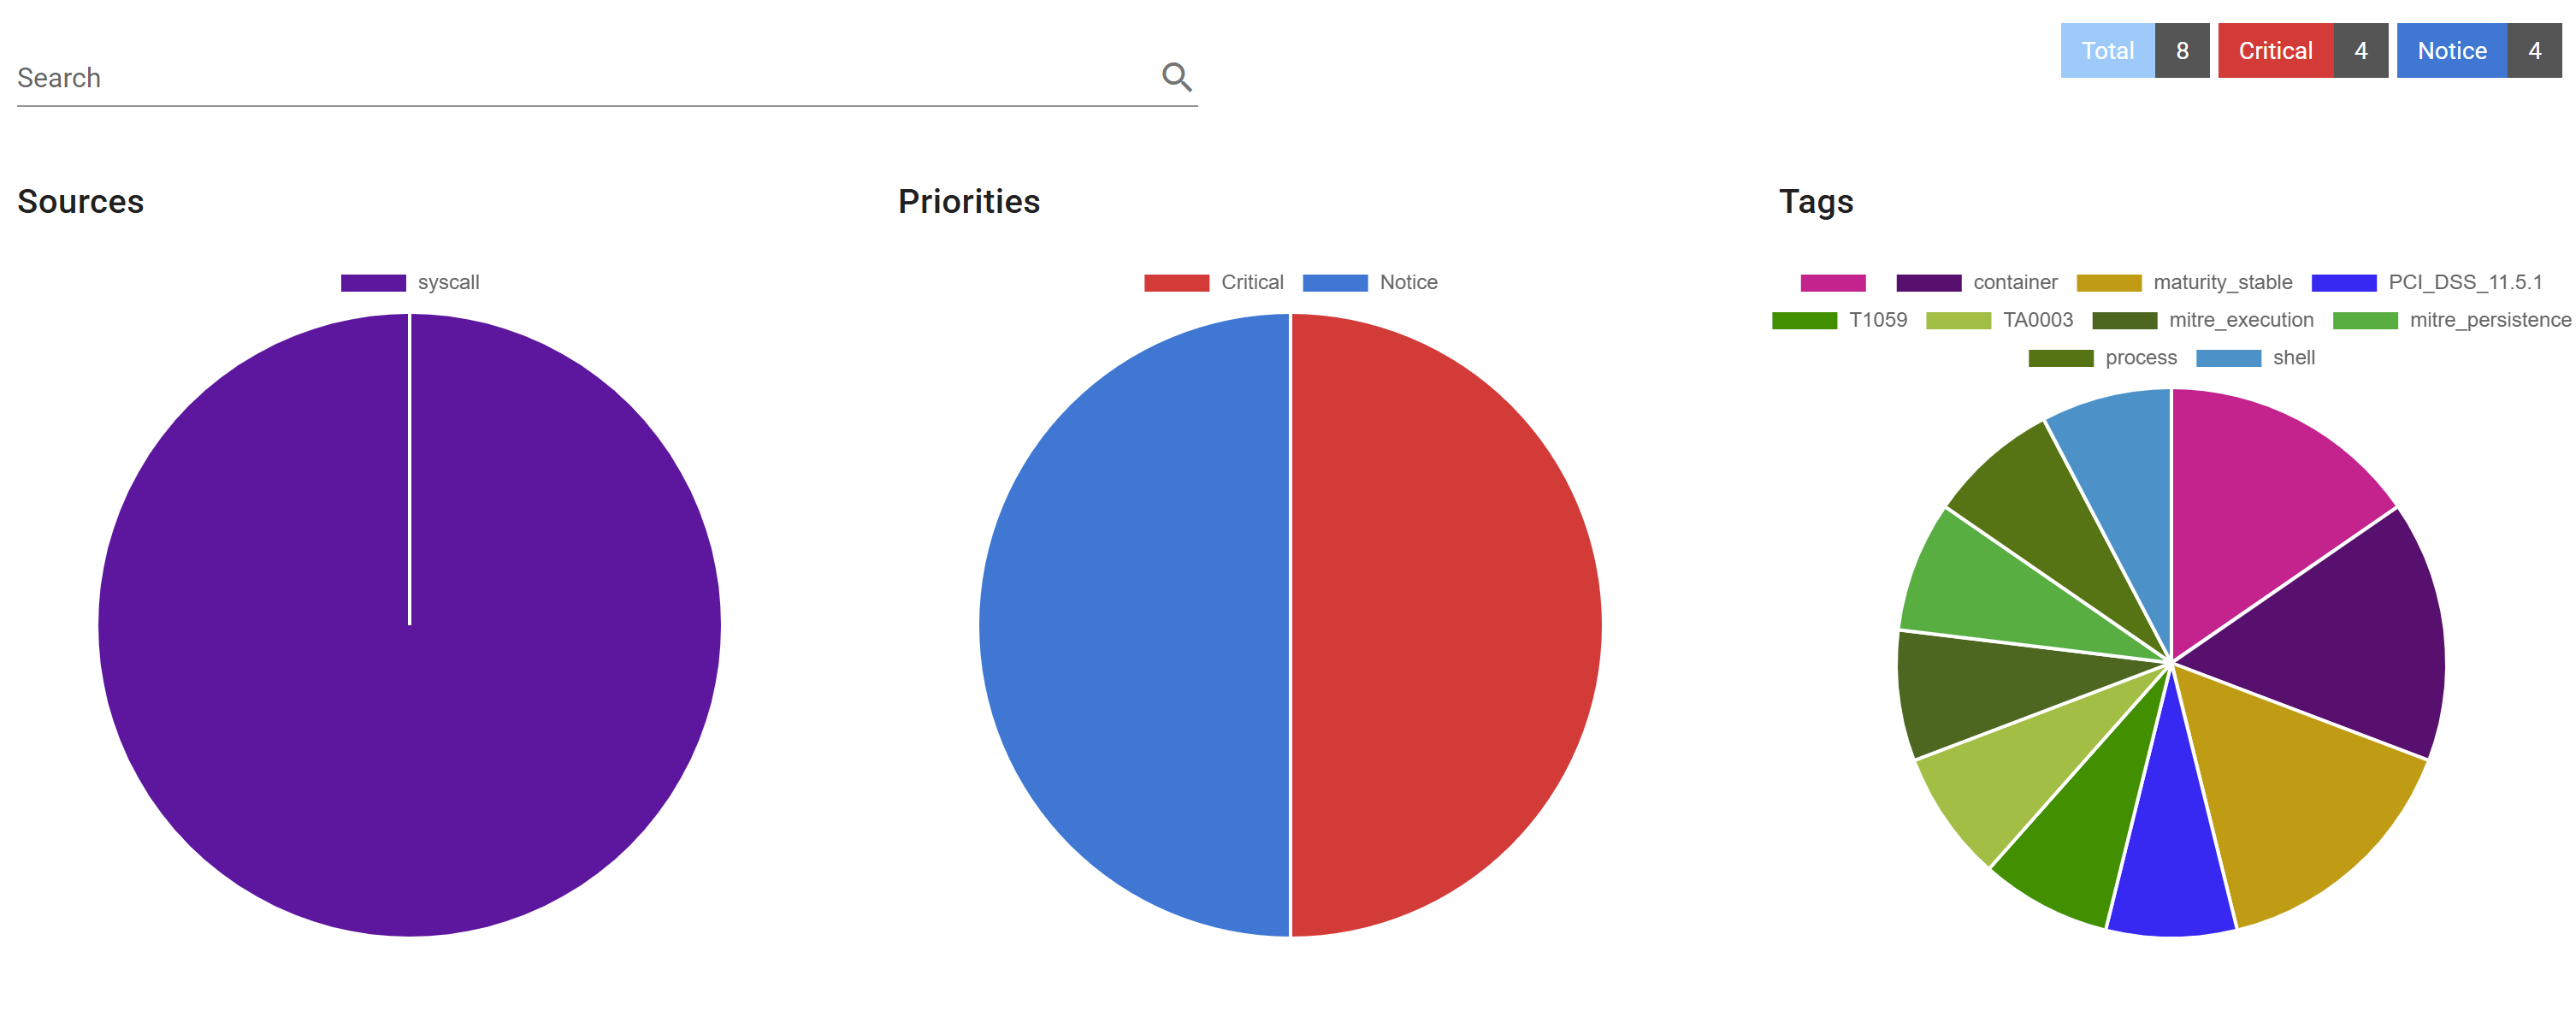 Total 8 Critical 4 Notice 4
Search
Sources
Priorities
Tags
syscall
Critical Notice
container maturity_stable PCI_DSS_11.5.1
T1059 TA0003 mitre_execution mitre_persistence
process shell